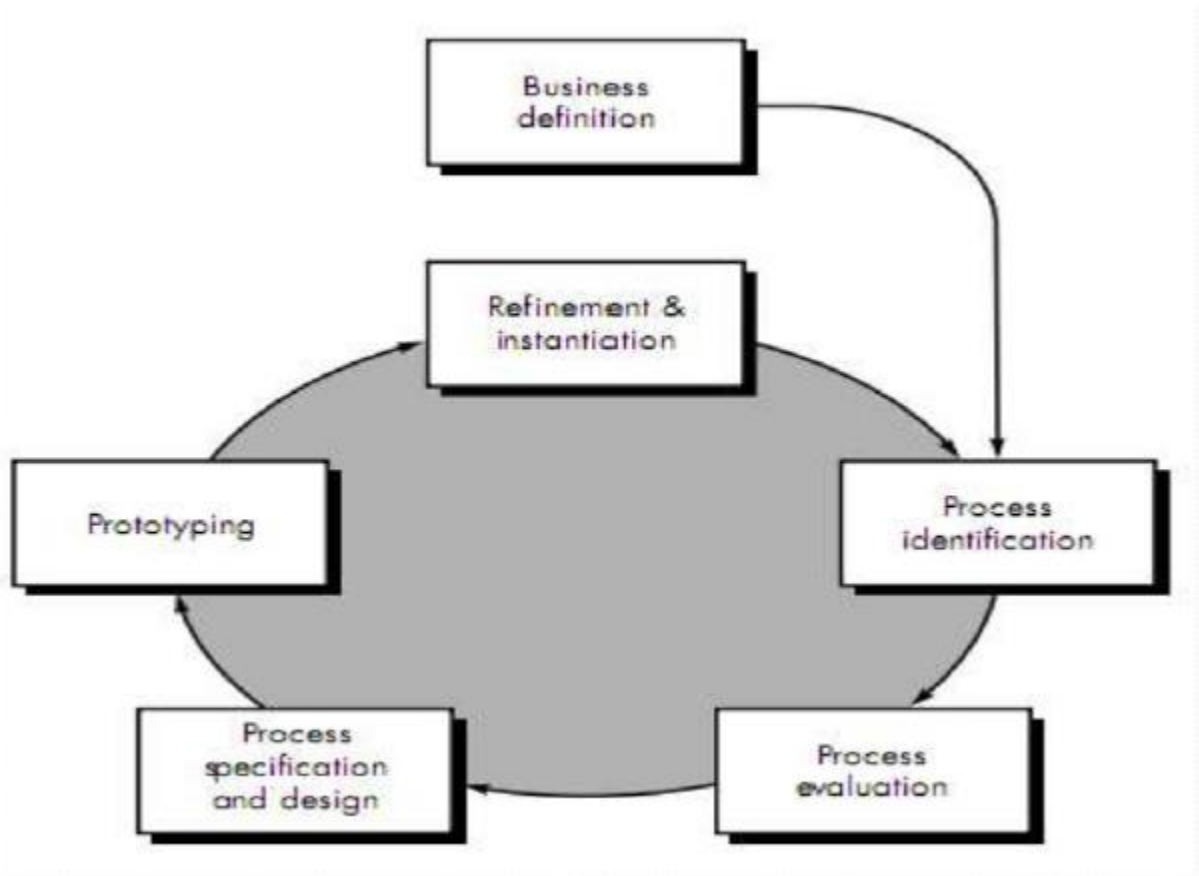 Business
definition
Refinement &
instantiation
Prototyping
Process
identification
Process
specification
and design
Process
evaluation